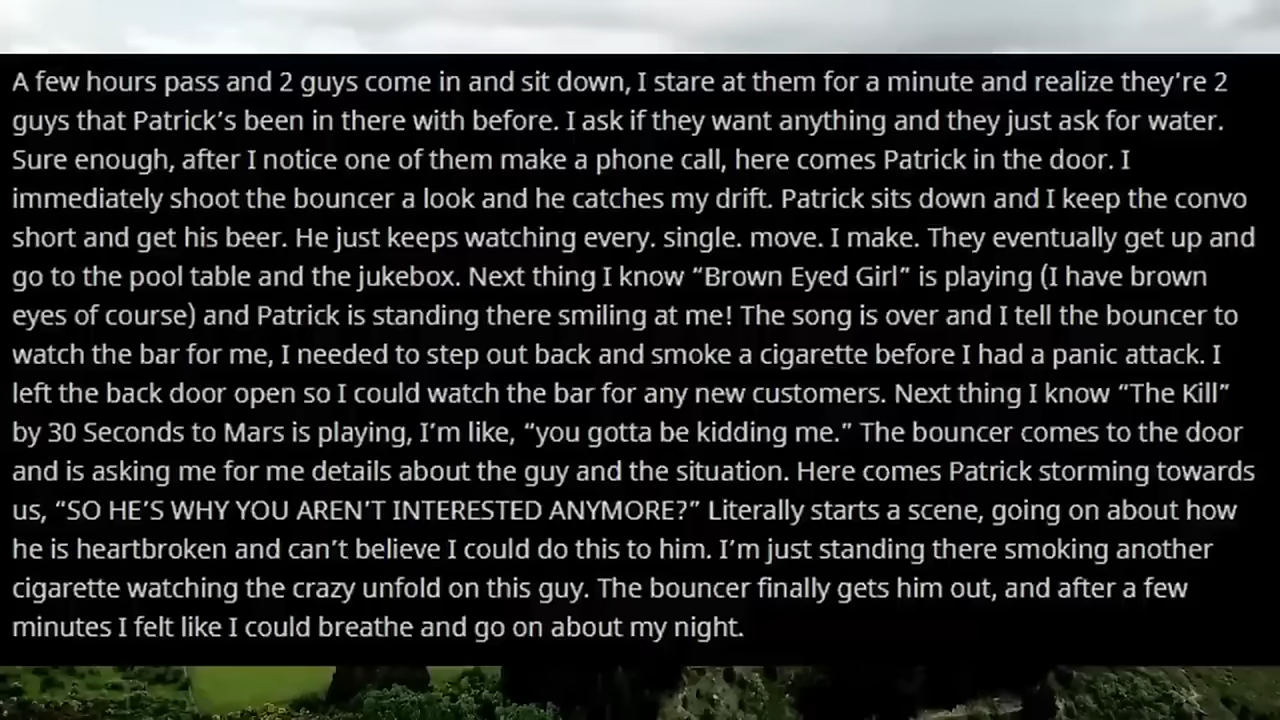 A few hours pass and 2 guys come in and sit down, I stare at them for a minute and realize they’re 2
guys that Patrick’s been in there with before. I ask if they want anything and they just ask for water.
Sure enough, after I notice one of them make a phone call, here comes Patrick in the door. I
immediately shoot the bouncer a look and he catches my drift. Patrick sits down and I keep the convo
short and get his beer. He just keeps watching every. single. move. I make. They eventually get up and
go to the pool table and the jukebox. Next thing I know “Brown Eyed Girl” is playing (I have brown
eyes of course) and Patrick is standing there smiling at me! The song is over and I tell the bouncer to
watch the bar for me, I needed to step out back and smoke a cigarette before I had a panic attack. I
left the back door open so I could watch the bar for any new customers. Next thing I know “The Kill”
by 30 Seconds to Mars is playing, I’m like, “you gotta be kidding me.” The bouncer comes to the door
and is asking me for me details about the guy and the situation. Here comes Patrick storming towards
us, “SO HE’S WHY YOU AREN’T INTERESTED ANYMORE?” Literally starts a scene, going on about how
he is heartbroken and can’t believe I could do this to him. I’m just standing there smoking another
cigarette watching the crazy unfold on this guy. The bouncer finally gets him out, and after a few
minutes I felt like I could breathe and go on about my night.